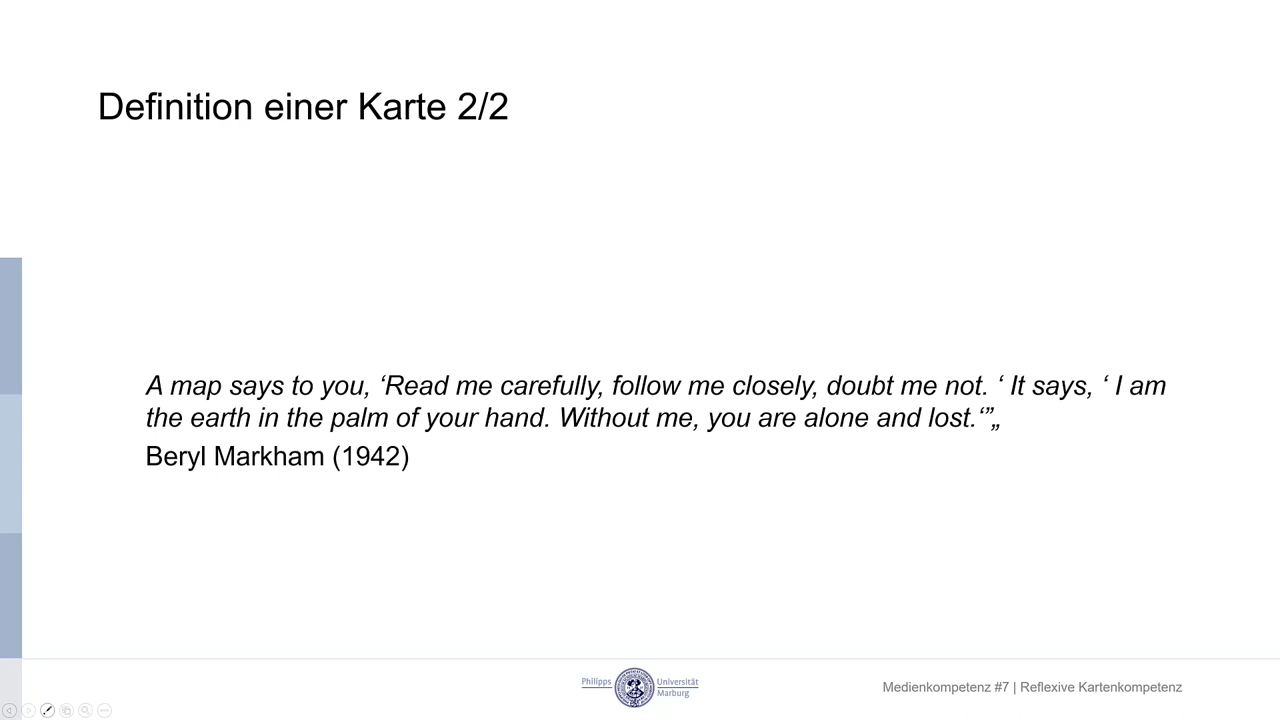 Definition einer Karte 2/2
A map says to you, ‘Read me carefully, follow me closely, doubt me not. ‘ It says, ‘ I am
the earth in the palm of your hand. Without me, you are alone and lost.‘”„
Beryl Markham (1942)
Philipps Universität
Marburg
Medienkompetenz #7 | Reflexive Kartenkompetenz